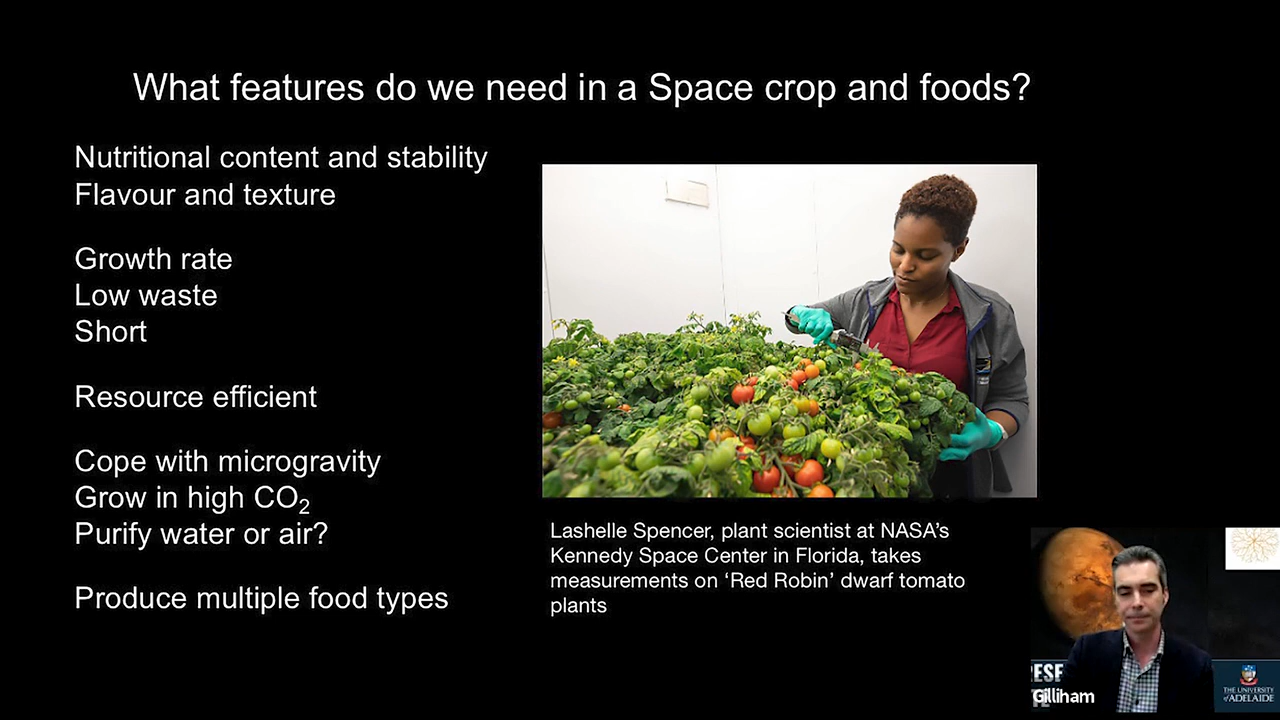 What features do we need in a Space crop and foods?
Nutritional content and stability
Flavour and texture
Growth rate
Low waste
Short
Resource efficient
Cope with microgravity
Grow in high CO₂
Purify water or air?
Produce multiple food types
Lashelle Spencer, plant scientist at NASA’s
Kennedy Space Center in Florida, takes
measurements on ‘Red Robin’ dwarf tomato
plants
Gilliham
THE UNIVERSITY
of ADELAIDE